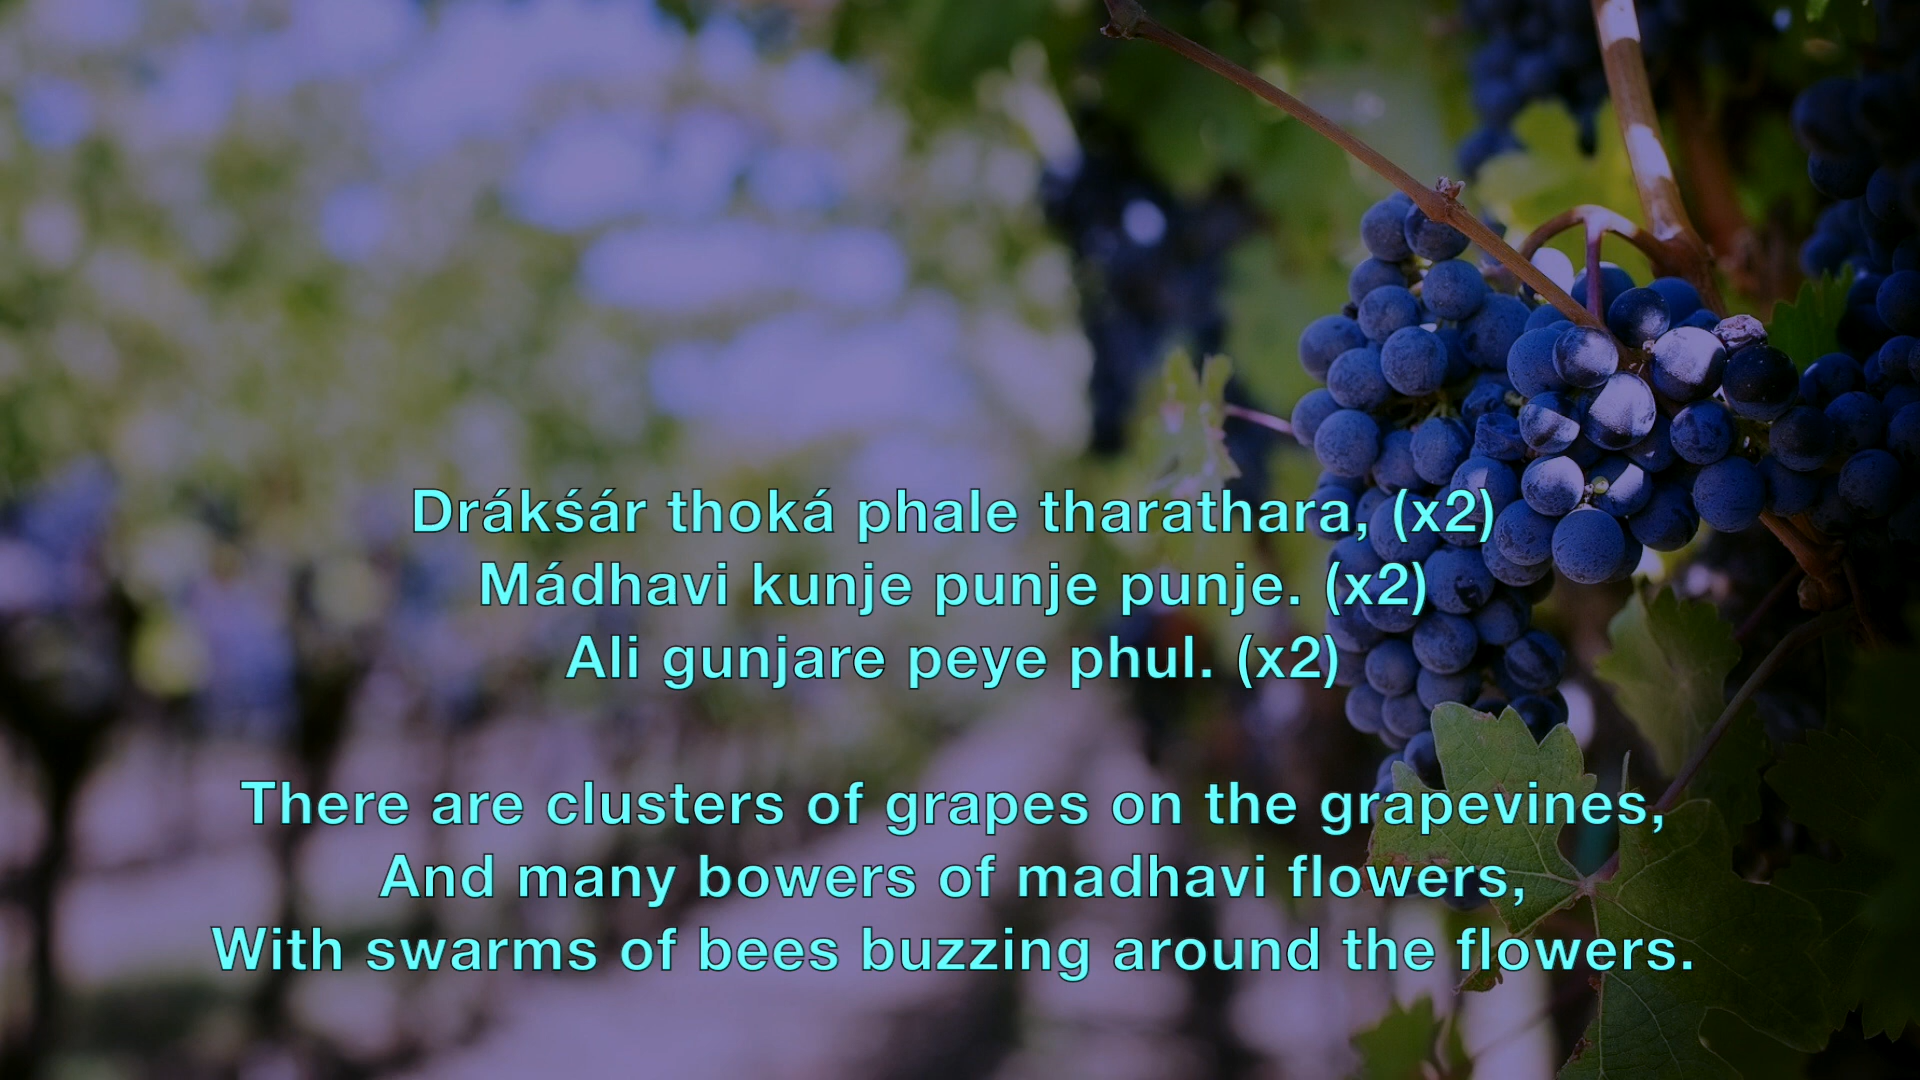 Drákśár thoká phale tharathara, (x2)
Mádhavi kunje punje punje. (x2)
Ali gunjare peye phul. (x2)
There are clusters of grapes on the grapevines,
And many bowers of madhavi flowers,
With swarms of bees buzzing around the flowers.